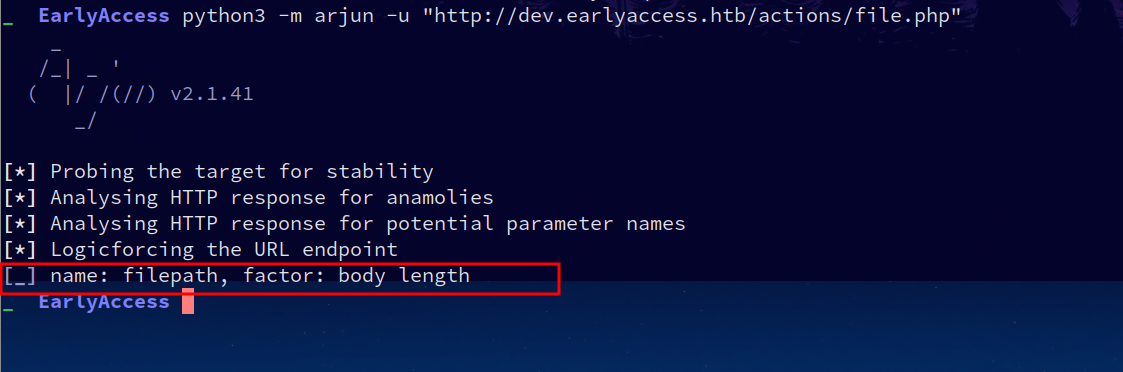 _  EarlyAccess python3 -m arjun -u "http://dev.earlyaccess.htb/actions/file.php"
    _
   /_| _ '
  (  |/ /(//) v2.1.41
      _/
[*] Probing the target for stability
[*] Analysing HTTP response for anamolies
[*] Analysing HTTP response for potential parameter names
[*] Logicforcing the URL endpoint
[_] name: filepath, factor: body length
_  EarlyAccess